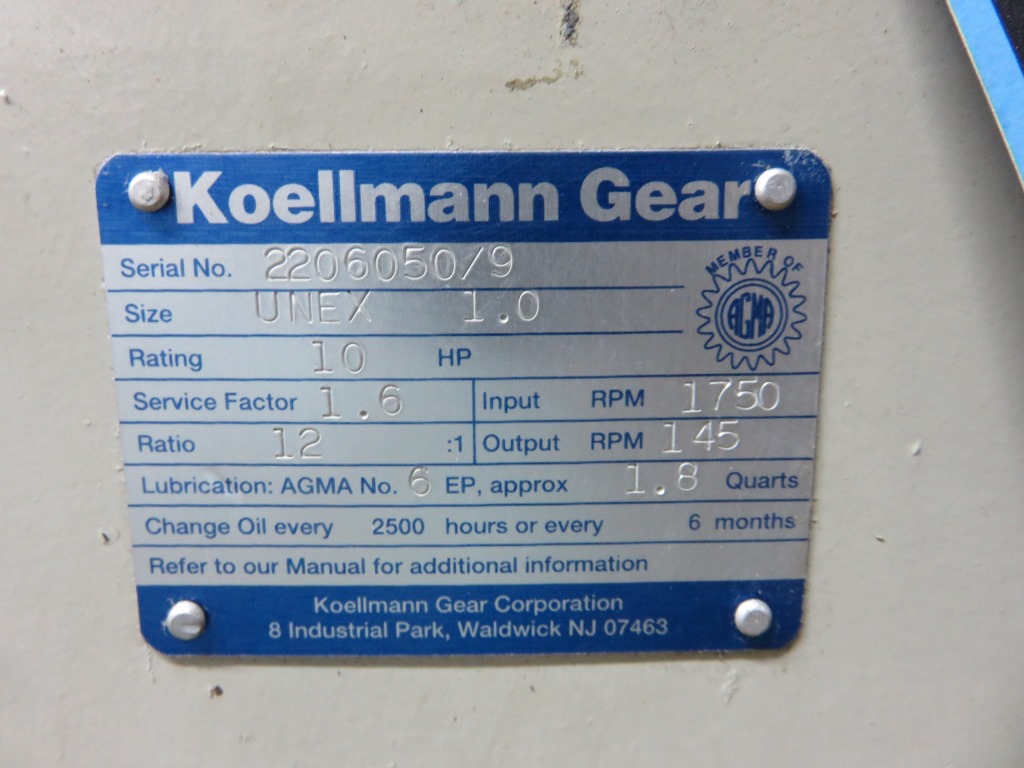 Koellmann Gear
Serial No. 2206050/9
MEMBER OF
AGMA
Size UNEX 1.0
Rating 10 HP
Service Factor 1.6 Input RPM 1750
Ratio 12 :1 Output RPM 145
Lubrication: AGMA No. 6 EP, approx 1.8 Quarts
Change Oil every 2500 hours or every 6 months
Refer to our Manual for additional information
Koellmann Gear Corporation
8 Industrial Park, Waldwick NJ 07463